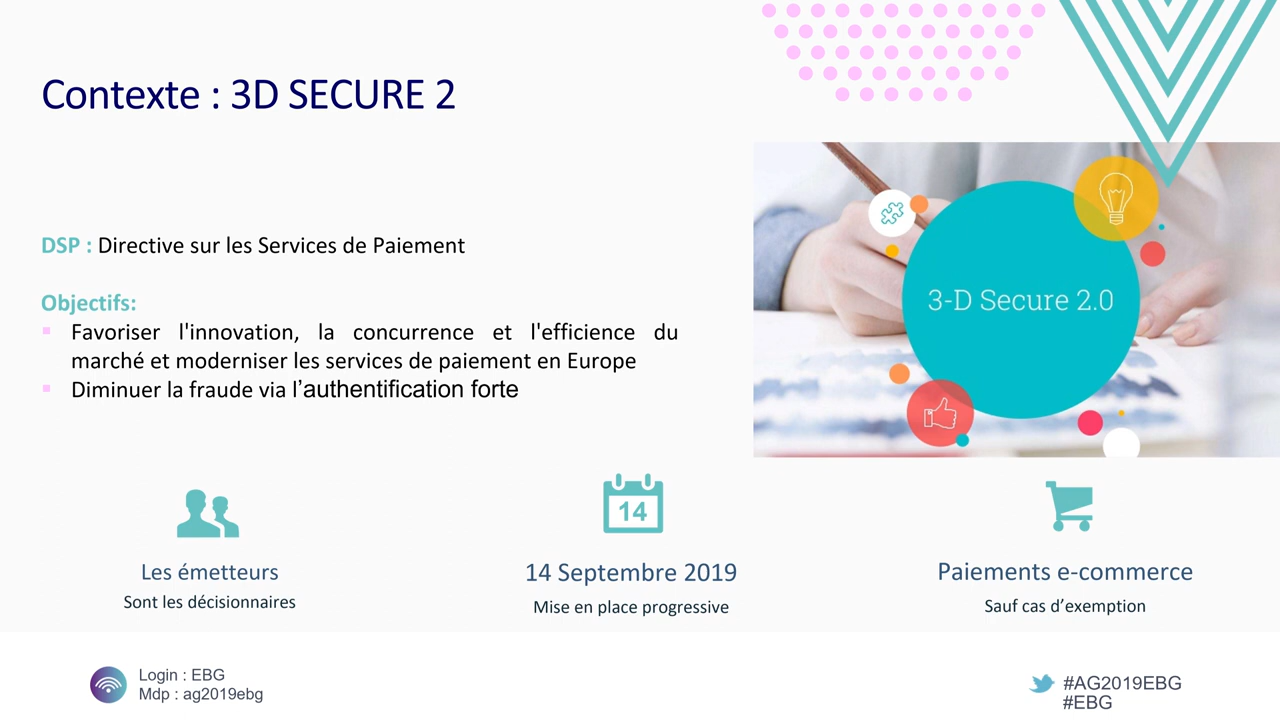 Contexte : 3D SECURE 2
DSP : Directive sur les Services de Paiement
Objectifs:
Favoriser l'innovation, la concurrence et l'efficience du
marché et moderniser les services de paiement en Europe
Diminuer la fraude via l’authentification forte
3-D Secure 2.0
14
Les émetteurs
Sont les décisionnaires
14 Septembre 2019
Mise en place progressive
Paiements e-commerce
Sauf cas d’exemption
Login : EBG
Mdp : ag2019ebg
#AG2019EBG
#EBG